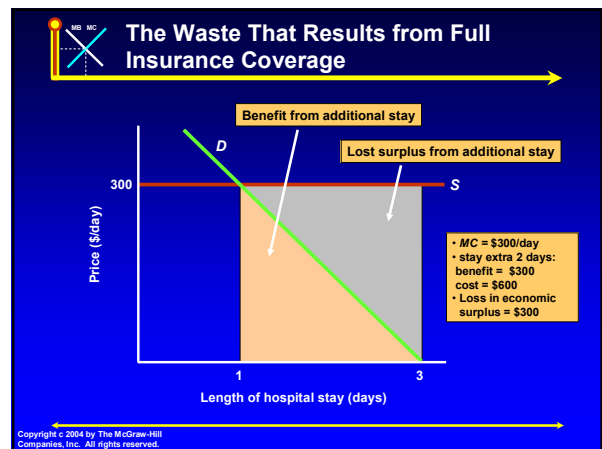 MB MC
The Waste That Results from Full
Insurance Coverage
Benefit from additional stay
D
Lost surplus from additional stay
300
S
Price ($/day)
• MC = $300/day
• stay extra 2 days:
benefit = $300
cost = $600
• Loss in economic
surplus = $300
1
3
Length of hospital stay (days)
Copyright c 2004 by The McGraw-Hill
Companies, Inc. All rights reserved.